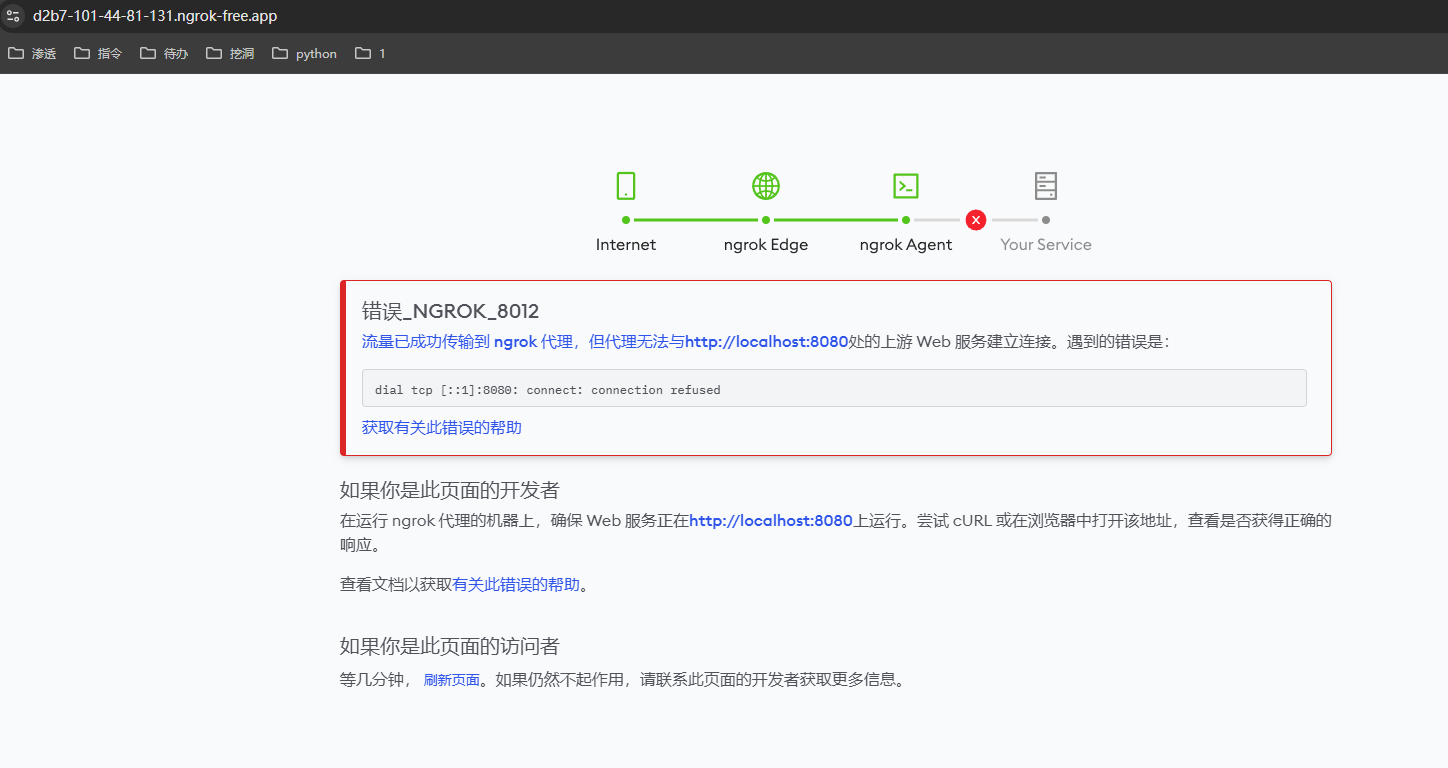 d2b7-101-44-81-131.ngrok-free.app
渗透 指令 待办 挖洞 python 1
Internet ngrok Edge ngrok Agent Your Service
错误_NGROK_8012
流量已成功传输到 ngrok 代理，但代理无法与http://localhost:8080处的上游 Web 服务建立连接。遇到的错误是：
dial tcp [::1]:8080: connect: connection refused
获取有关此错误的帮助
如果你是此页面的开发者
在运行 ngrok 代理的机器上，确保 Web 服务正在http://localhost:8080上运行。尝试 cURL 或在浏览器中打开该地址，查看是否获得正确的
响应。
查看文档以获取有关此错误的帮助。
如果你是此页面的访问者
等几分钟， 刷新页面。如果仍然不起作用，请联系此页面的开发者获取更多信息。